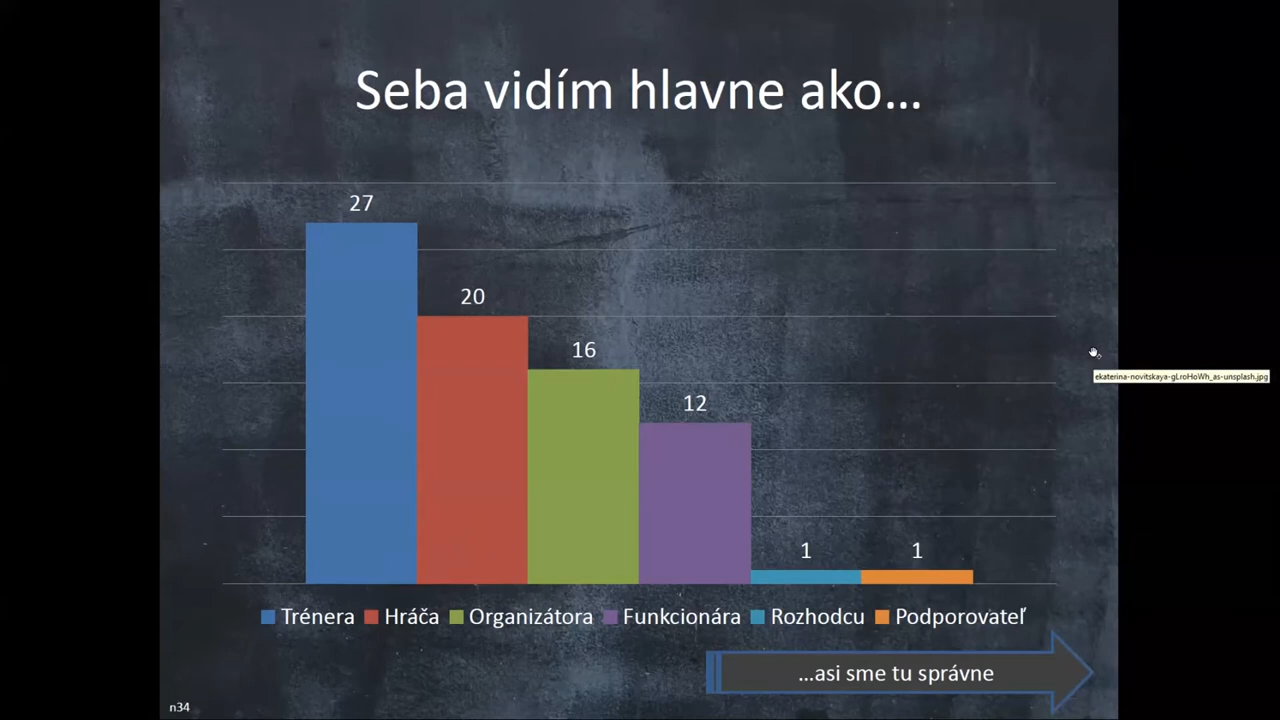 Seba vidím hlavne ako...
27
20
16
12
1
1
ekaterina-novitskaya-gLroHoWh_as-unsplash.jpg
Trénera Hráča Organizátora Funkcionára Rozhodcu Podporovateľ
...asi sme tu správne
n34